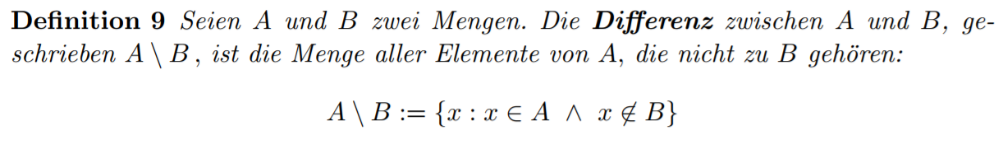 Definition 9 Seien A und B zwei Mengen. Die Differenz zwischen A und B, ge-
schrieben A \ B , ist die Menge aller Elemente von A, die nicht zu B gehören:
A \ B := {x : x ∈ A ∧ x ∉ B}